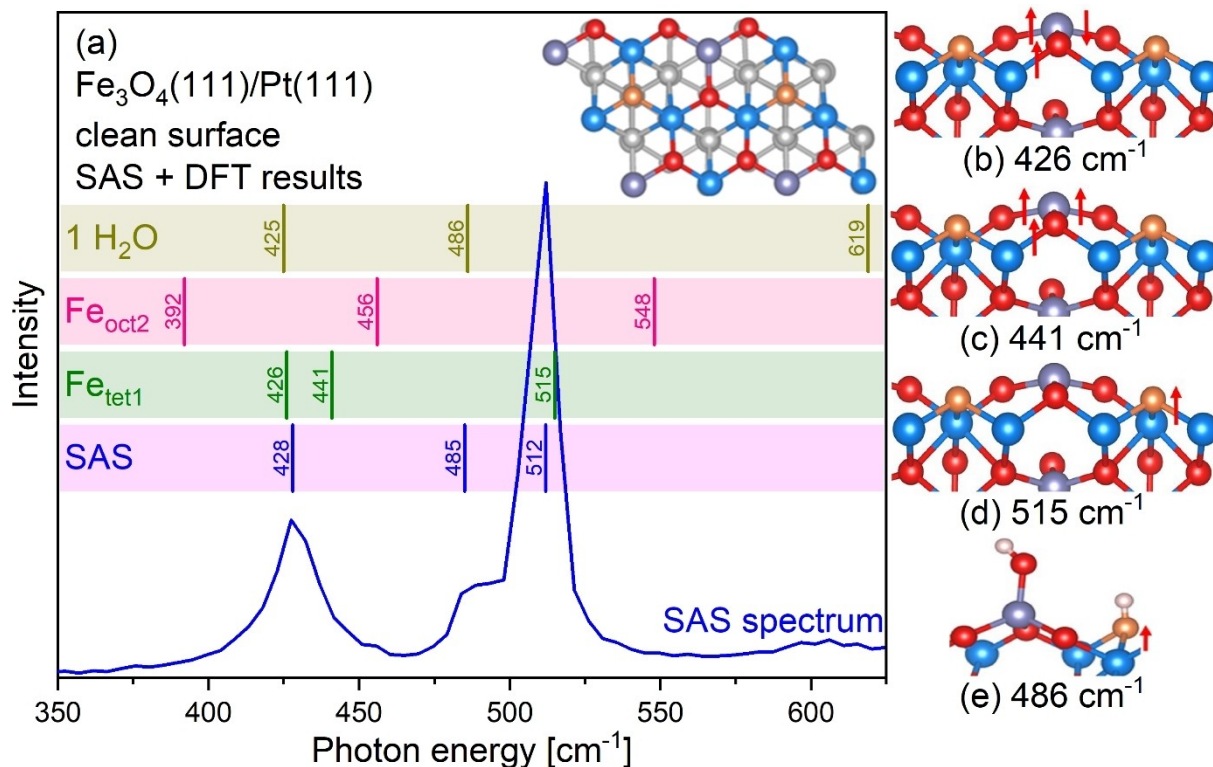 (a)
Fe₃O₄(111)/Pt(111)
clean surface
SAS + DFT results
1 H₂O
425
486
619
Fe_oct2
392
456
548
Fe_tet1
426
441
515
SAS
428
485
512
SAS spectrum
Intensity
350
400
450
500
550
600
Photon energy [cm⁻¹]
(b) 426 cm⁻¹
(c) 441 cm⁻¹
(d) 515 cm⁻¹
(e) 486 cm⁻¹